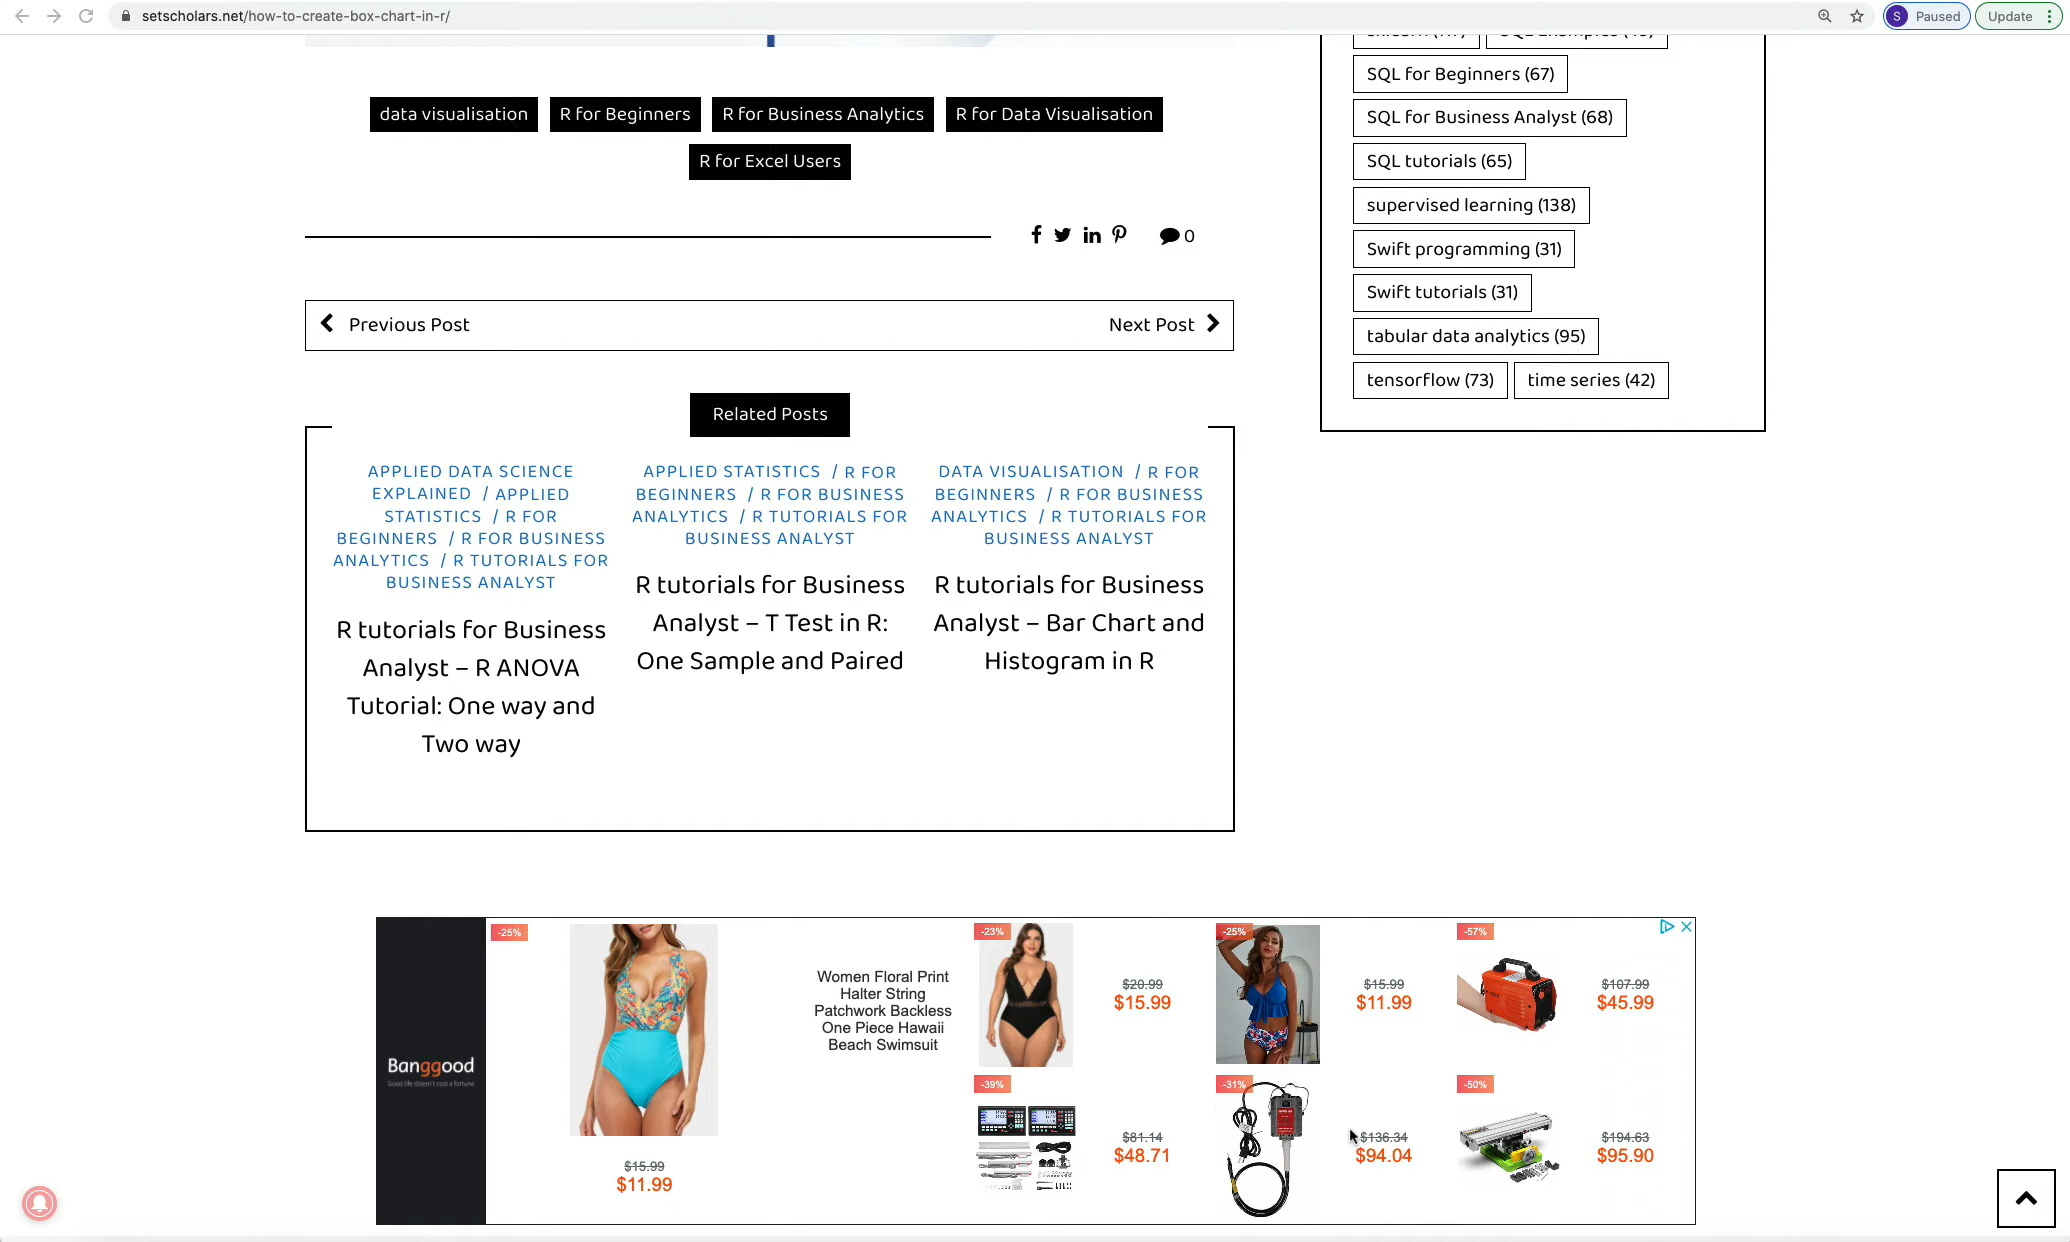 setscholars.net/how-to-create-box-chart-in-r/
S Paused
Update
data visualisation
R for Beginners
R for Business Analytics
R for Data Visualisation
R for Excel Users
0
Previous Post
Next Post
Related Posts
APPLIED DATA SCIENCE
EXPLAINED / APPLIED
STATISTICS / R FOR
BEGINNERS / R FOR BUSINESS
ANALYTICS / R TUTORIALS FOR
BUSINESS ANALYST
R tutorials for Business
Analyst – R ANOVA
Tutorial: One way and
Two way
APPLIED STATISTICS / R FOR
BEGINNERS / R FOR BUSINESS
ANALYTICS / R TUTORIALS FOR
BUSINESS ANALYST
R tutorials for Business
Analyst – T Test in R:
One Sample and Paired
DATA VISUALISATION / R FOR
BEGINNERS / R FOR BUSINESS
ANALYTICS / R TUTORIALS FOR
BUSINESS ANALYST
R tutorials for Business
Analyst – Bar Chart and
Histogram in R
SQL for Beginners (67)
SQL for Business Analyst (68)
SQL tutorials (65)
supervised learning (138)
Swift programming (31)
Swift tutorials (31)
tabular data analytics (95)
tensorflow (73)
time series (42)
Banggood
Good life doesn't cost a fortune
-25%
$15.99
$11.99
Women Floral Print
Halter String
Patchwork Backless
One Piece Hawaii
Beach Swimsuit
-23%
$20.99
$15.99
-25%
$15.99
$11.99
-57%
$107.99
$45.99
-39%
$81.14
$48.71
-31%
$136.34
$94.04
-50%
$194.63
$95.90